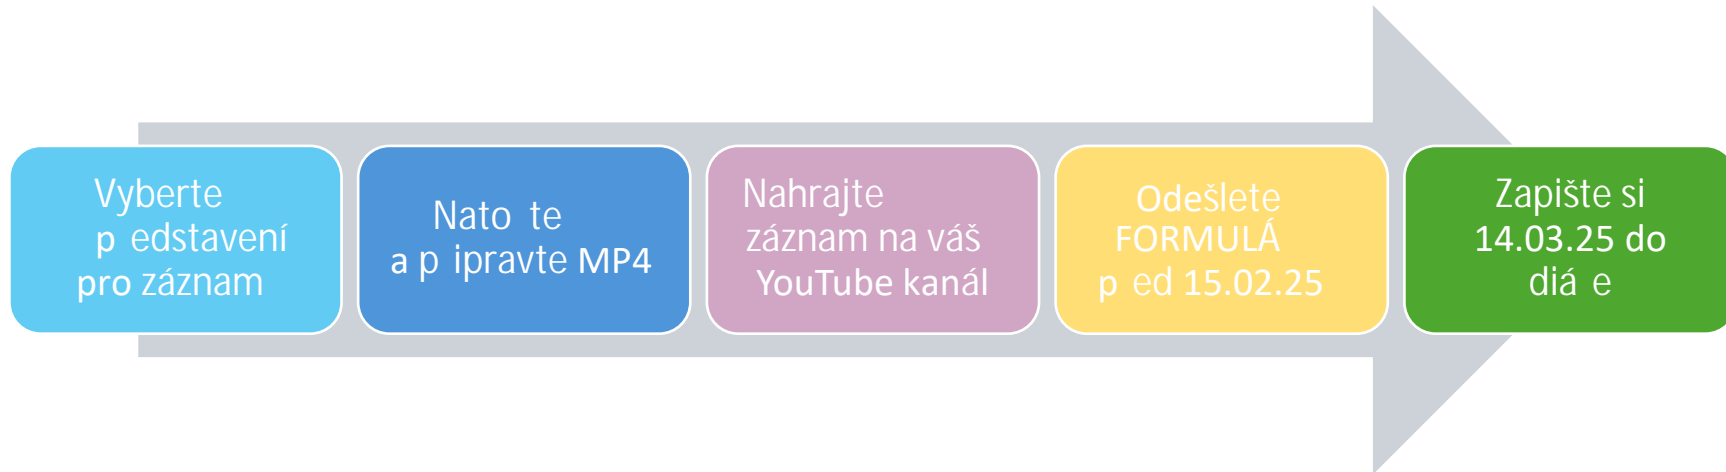 Vyberte
p edstavení
pro záznam
Nato te
a p ipravte MP4
Nahrajte
záznam na váš
YouTube kanál
Odešlete
FORMULÁ
p ed 15.02.25
Zapište si
14.03.25 do
diá e